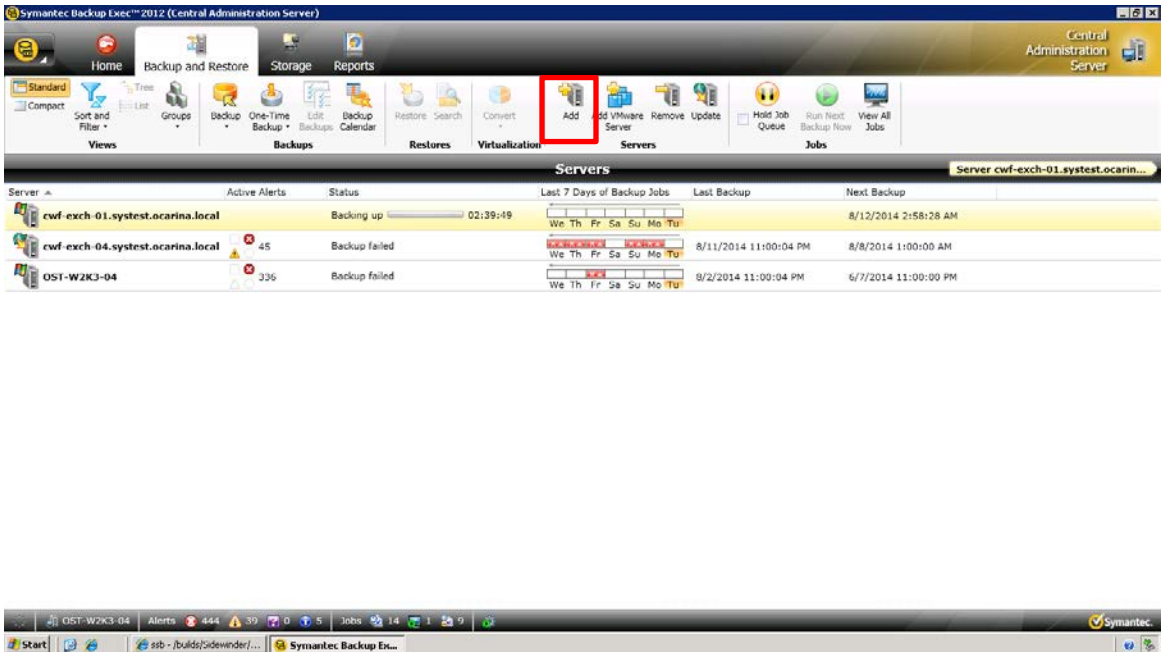 Symantec Backup Exec™ 2012 (Central Administration Server)
Home
Backup and Restore
Storage
Reports
Central Administration Server
Standard
Compact
Sort and Filter
Tree
List
Groups
Views
Backup
One-Time Backup
Edit Backups
Backup Calendar
Backups
Restore
Search
Restores
Convert
Virtualization
Add
Add VMware Server
Remove
Update
Servers
Hold Job Queue
Run Next Backup Now
View All Jobs
Jobs
Servers
Server cwf-exch-01.systest.ocarin...
Server Active Alerts Status Last 7 Days of Backup Jobs Last Backup Next Backup
cwf-exch-01.systest.ocarina.local Backing up 02:39:49 We Th Fr Sa Su Mo Tu 8/12/2014 2:58:28 AM
cwf-exch-04.systest.ocarina.local 45 Backup failed We Th Fr Sa Su Mo Tu 8/11/2014 11:00:04 PM 8/8/2014 1:00:00 AM
OST-W2K3-04 336 Backup failed We Th Fr Sa Su Mo Tu 8/2/2014 11:00:04 PM 6/7/2014 11:00:00 PM
OST-W2K3-04 Alerts 444 39 0 5 Jobs 14 1 9 Symantec.
Start ssb - /builds/Sidewinder/... Symantec Backup Ex...